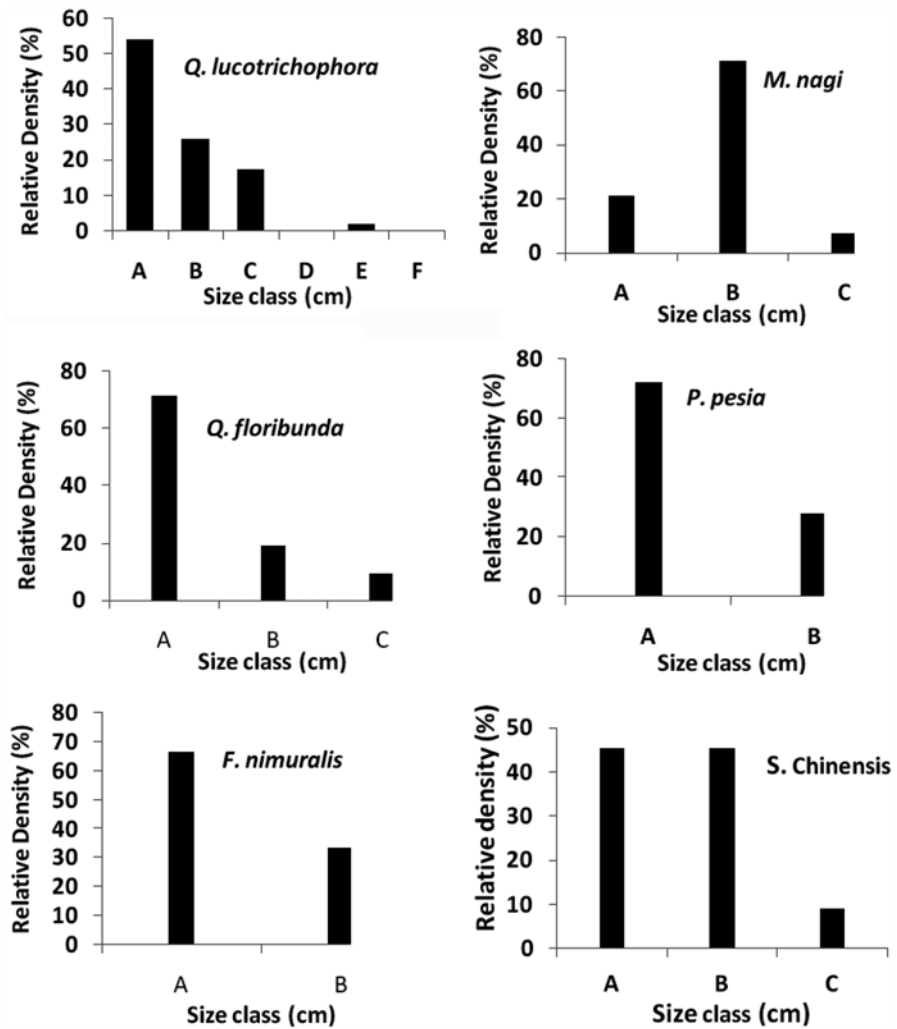 60
50
40
30
20
10
0
Relative Density (%)
Q. lucotrichophora
A B C D E F
Size class (cm)
80
60
40
20
0
Relative Density (%)
M. nagi
A B C
Size class (cm)
80
60
40
20
0
Relative Density (%)
Q. floribunda
A B C
Size class (cm)
80
60
40
20
0
Relative Density (%)
P. pesia
A B
Size class (cm)
80
70
60
50
40
30
20
10
0
Relative Density (%)
F. nimuralis
A B
Size class (cm)
50
40
30
20
10
0
Relative density (%)
S. Chinensis
A B C
Size class (cm)